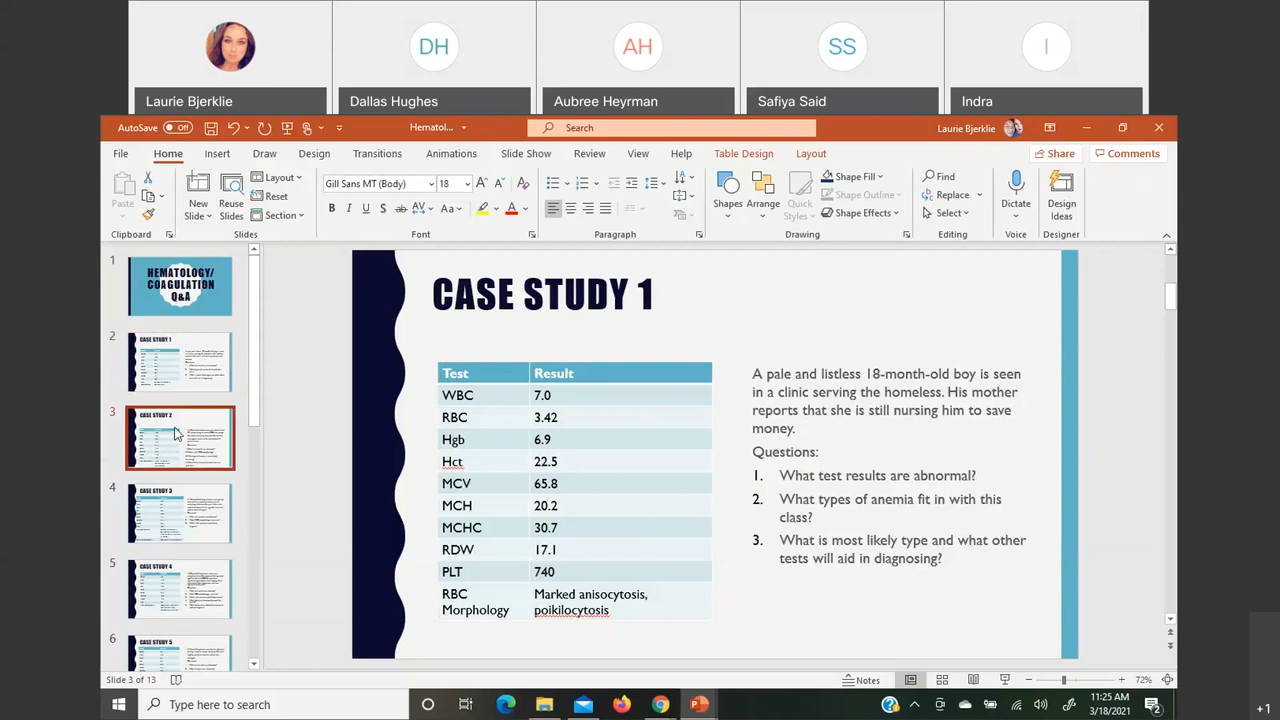 DH
AH
SS
I
Laurie Bjerklie
Dallas Hughes
Aubree Heyrman
Safiya Said
Indra
AutoSave
Off
Hematol...
Search
Laurie Bjerklie
File
Home
Insert
Draw
Design
Transitions
Animations
Slide Show
Review
View
Help
Table Design
Layout
Share
Comments
Paste
New
Slides
Reuse
Slides
Layout
Reset
Section
Gill Sans MT (Body)
18
Shapes
Arrange
Quick
Styles
Shape Fill
Shape Outline
Shape Effects
Find
Replace
Select
Dictate
Design
Ideas
Clipboard
Slides
Font
Paragraph
Drawing
Editing
Voice
Designer
1
HEMATOLOGY/
COAGULATION
Q&A
2
CASE STUDY 1
3
CASE STUDY 2
4
CASE STUDY 3
5
CASE STUDY 4
6
CASE STUDY 5
CASE STUDY 1
Test Result
WBC 7.0
RBC 3.42
Hgb 6.9
Hct 22.5
MCV 65.8
MCH 20.2
MCHC 30.7
RDW 17.1
PLT 740
RBC Marked anisocytosis
Morphology poikilocytosis
A pale and listless 18-month-old boy is seen
in a clinic serving the homeless. His mother
reports that she is still nursing him to save
money.
Questions:
1. What test results are abnormal?
2. What types of anemia fit in with this
class?
3. What is most likely type and what other
tests will aid in diagnosing?
Slide 3 of 13
Notes
72%
Type here to search
11:25 AM
3/18/2021
2
+1